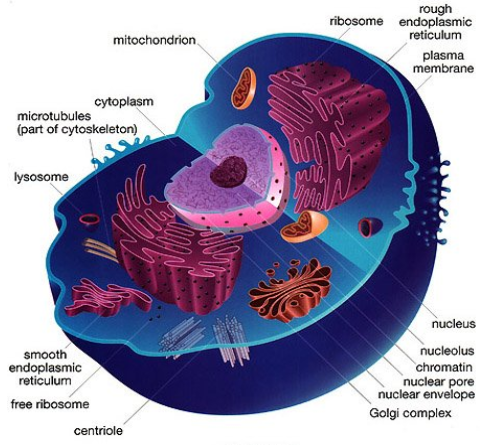 ribosome
rough
endoplasmic
reticulum
mitochondrion
plasma
membrane
cytoplasm
microtubules
(part of cytoskeleton)
lysosome
nucleus
nucleolus
chromatin
nuclear pore
nuclear envelope
Golgi complex
smooth
endoplasmic
reticulum
free ribosome
centriole